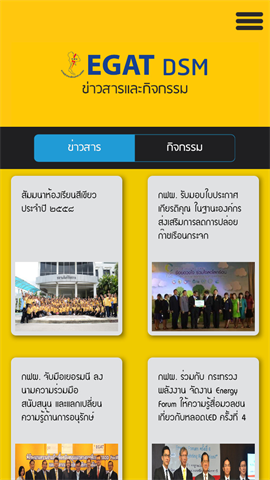 EGAT DSM
ข่าวสารและกิจกรรม
ข่าวสาร
กิจกรรม
สัมมนาห้องเรียนสีเขียว
ประจำปี ๒๕๕๘
กฟผ. รับมอบใบประกาศ
เกียรติคุณ ในฐานะองค์กร
ส่งเสริมการลดการปล่อย
ก๊าซเรือนกระจก
กฟผ. จับมือเยอรมนี ลง
นามความร่วมมือ
สนับสนุน และแลกเปลี่ยน
ความรู้ด้านการอนุรักษ์
กฟผ. ร่วมกับ กระทรวง
พลังงาน จัดงาน Energy
Forum ให้ความรู้สื่อมวลชน
เกี่ยวกับหลอดLED ครั้งที่ 4